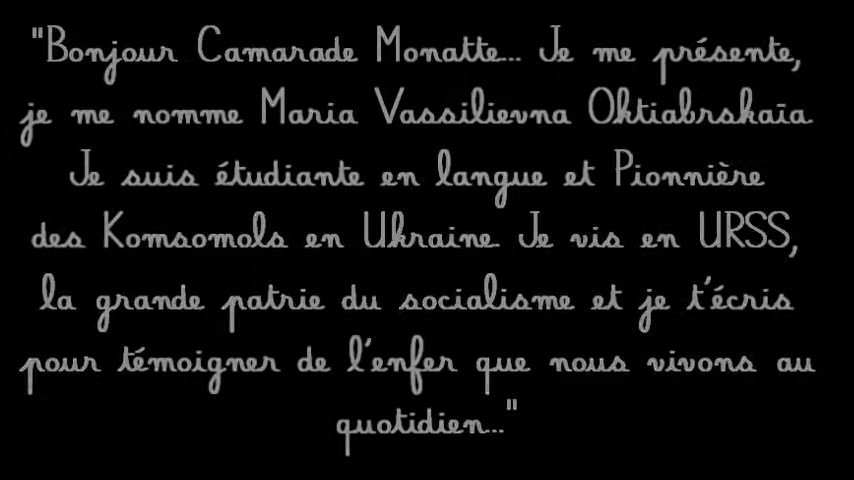 "Bonjour Camarade Monatte... Je me présente,
je me nomme Maria Vassilievna Oktiabrskaïa.
Je suis étudiante en langue et Pionnière
des Komsomols en Ukraine. Je vis en URSS,
la grande patrie du socialisme et je t'écris
pour témoigner de l'enfer que nous vivons au
quotidien..."